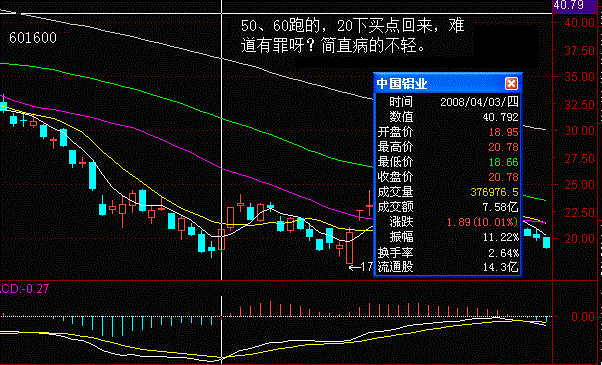 40.79
50、60跑的，20下买点回来，难
道有罪呀？简直病的不轻。
601600
40.00
35.00
32.50
30.00
27.50
25.00
22.50
20.00
中国铝业
时间 2008/04/03/四
数值 40.792
开盘价 18.95
最高价 20.78
最低价 18.66
收盘价 20.78
成交量 376976.5
成交额 7.58亿
涨跌 1.89(10.01%)
振幅 11.22%
换手率 2.64%
流通股 14.3亿
←17
CD:-0.27
0.00